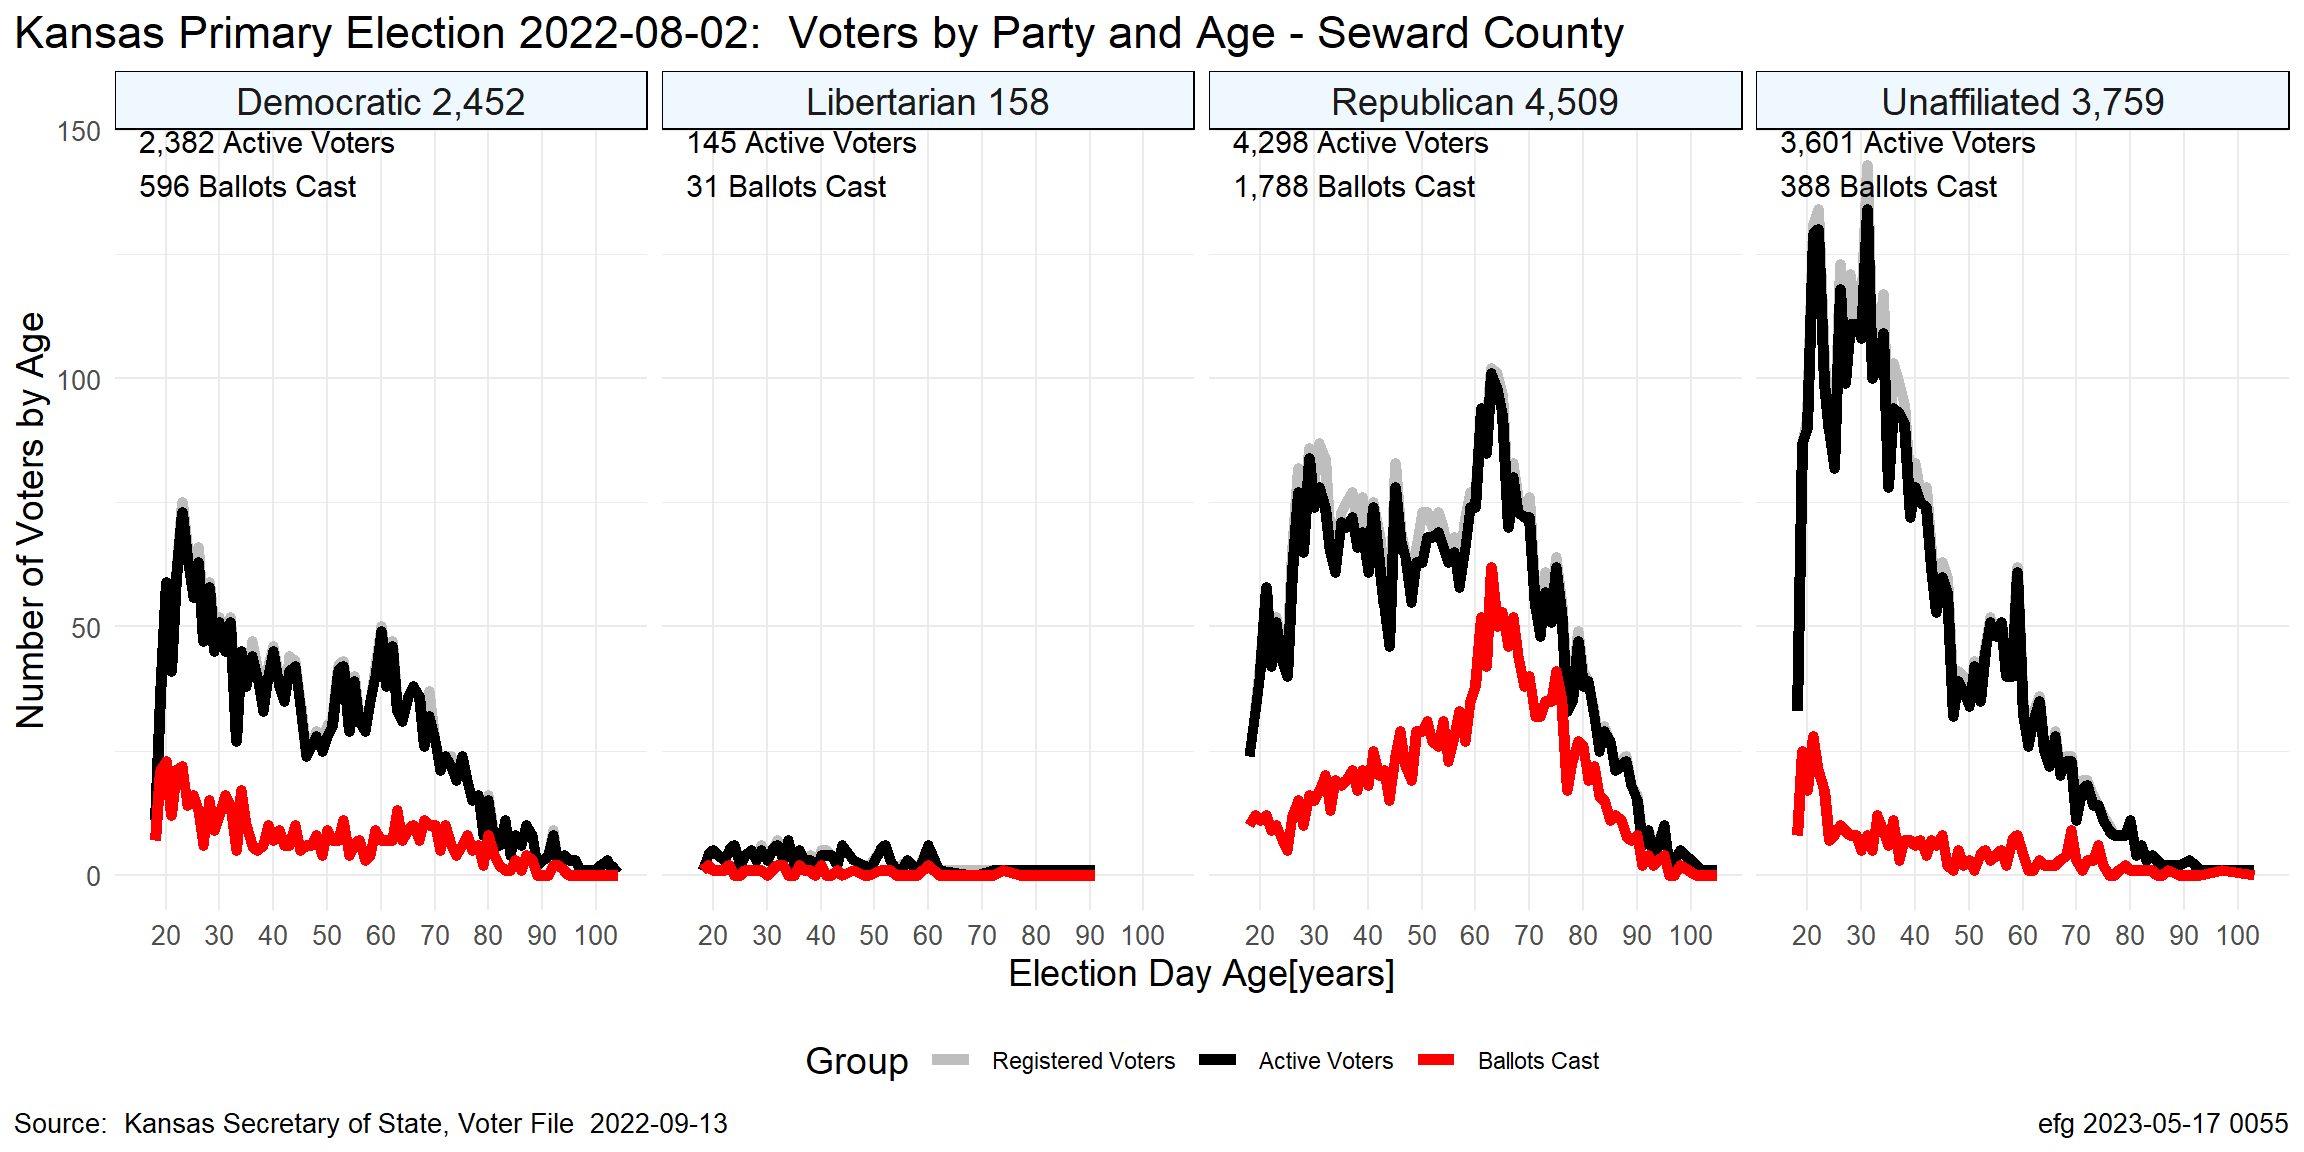 Kansas Primary Election 2022-08-02:  Voters by Party and Age - Seward County
Democratic 2,452
Libertarian 158
Republican 4,509
Unaffiliated 3,759
2,382 Active Voters
596 Ballots Cast
145 Active Voters
31 Ballots Cast
4,298 Active Voters
1,788 Ballots Cast
3,601 Active Voters
388 Ballots Cast
Number of Voters by Age
150
100
50
0
20 30 40 50 60 70 80 90 100
20 30 40 50 60 70 80 90 100
20 30 40 50 60 70 80 90 100
20 30 40 50 60 70 80 90 100
Election Day Age[years]
Group Registered Voters Active Voters Ballots Cast
Source:  Kansas Secretary of State, Voter File  2022-09-13
efg 2023-05-17 0055